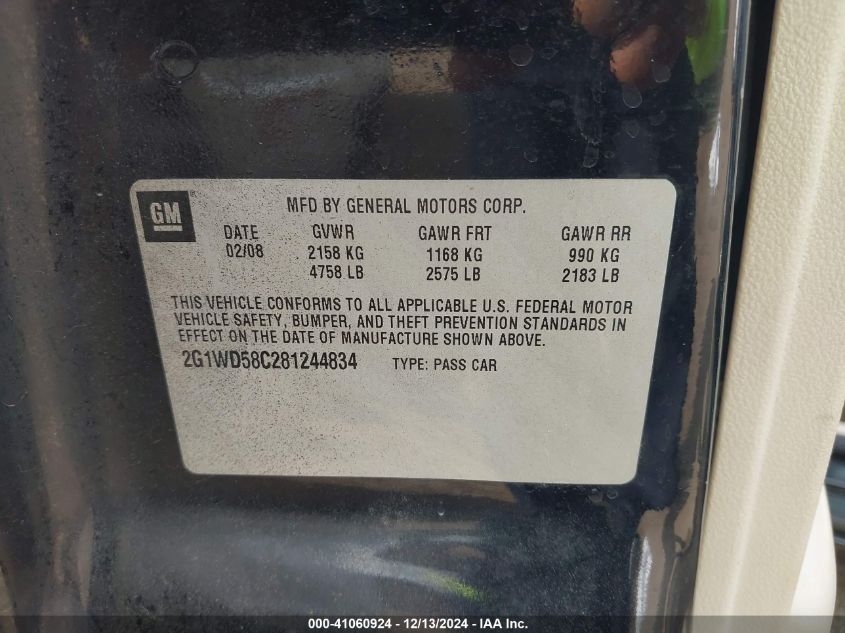 GM
MFD BY GENERAL MOTORS CORP.
DATE GVWR GAWR FRT GAWR RR
02/08 2158 KG 1168 KG 990 KG
4758 LB 2575 LB 2183 LB
THIS VEHICLE CONFORMS TO ALL APPLICABLE U.S. FEDERAL MOTOR
VEHICLE SAFETY, BUMPER, AND THEFT PREVENTION STANDARDS IN
EFFECT ON THE DATE OF MANUFACTURE SHOWN ABOVE.
2G1WD58C281244834 TYPE: PASS CAR
000-41060924 - 12/13/2024 - IAA Inc.